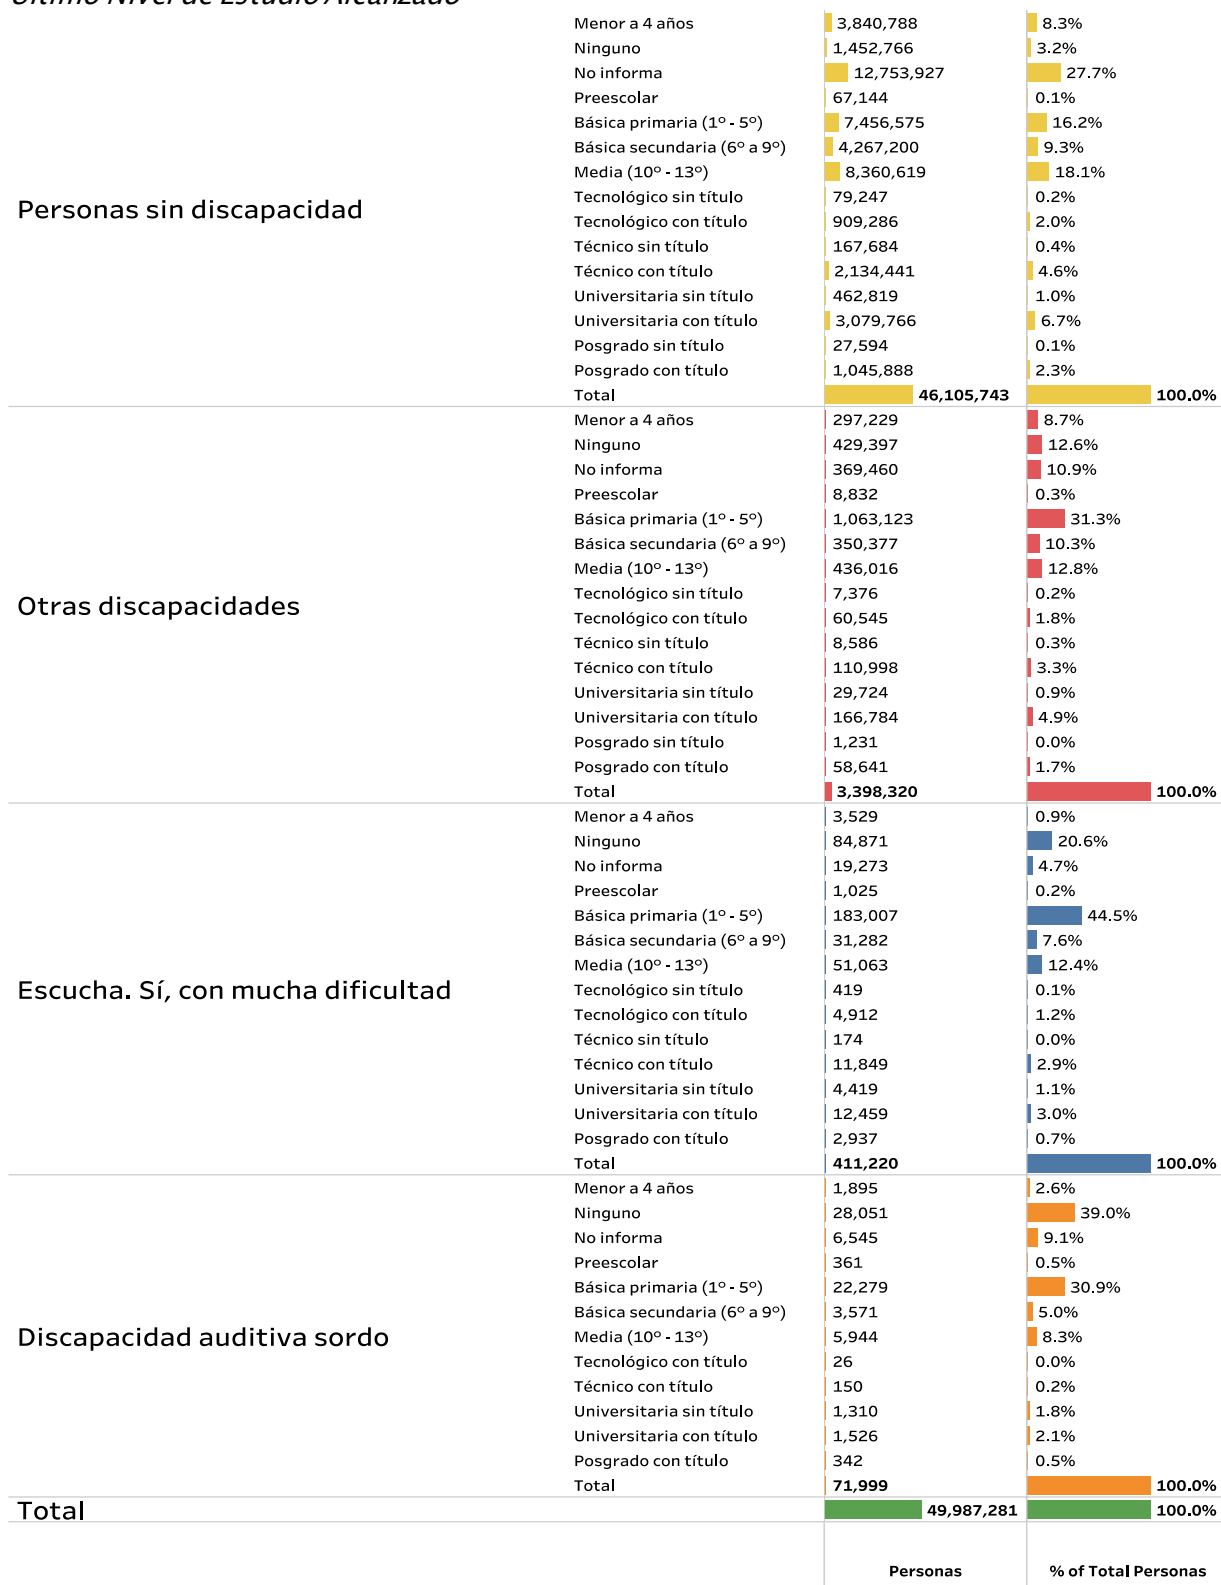 Último Nivel de Estudio Alcanzado
Menor a 4 años 3,840,788 8.3%
Ninguno 1,452,766 3.2%
No informa 12,753,927 27.7%
Preescolar 67,144 0.1%
Básica primaria (1º - 5º) 7,456,575 16.2%
Básica secundaria (6º a 9º) 4,267,200 9.3%
Media (10º - 13º) 8,360,619 18.1%
Personas sin discapacidad
Tecnológico sin título 79,247 0.2%
Tecnológico con título 909,286 2.0%
Técnico sin título 167,684 0.4%
Técnico con título 2,134,441 4.6%
Universitaria sin título 462,819 1.0%
Universitaria con título 3,079,766 6.7%
Posgrado sin título 27,594 0.1%
Posgrado con título 1,045,888 2.3%
Total 46,105,743 100.0%
Menor a 4 años 297,229 8.7%
Ninguno 429,397 12.6%
No informa 369,460 10.9%
Preescolar 8,832 0.3%
Básica primaria (1º - 5º) 1,063,123 31.3%
Básica secundaria (6º a 9º) 350,377 10.3%
Media (10º - 13º) 436,016 12.8%
Otras discapacidades
Tecnológico sin título 7,376 0.2%
Tecnológico con título 60,545 1.8%
Técnico sin título 8,586 0.3%
Técnico con título 110,998 3.3%
Universitaria sin título 29,724 0.9%
Universitaria con título 166,784 4.9%
Posgrado sin título 1,231 0.0%
Posgrado con título 58,641 1.7%
Total 3,398,320 100.0%
Menor a 4 años 3,529 0.9%
Ninguno 84,871 20.6%
No informa 19,273 4.7%
Preescolar 1,025 0.2%
Básica primaria (1º - 5º) 183,007 44.5%
Básica secundaria (6º a 9º) 31,282 7.6%
Media (10º - 13º) 51,063 12.4%
Escucha. Sí, con mucha dificultad
Tecnológico sin título 419 0.1%
Tecnológico con título 4,912 1.2%
Técnico sin título 174 0.0%
Técnico con título 11,849 2.9%
Universitaria sin título 4,419 1.1%
Universitaria con título 12,459 3.0%
Posgrado con título 2,937 0.7%
Total 411,220 100.0%
Menor a 4 años 1,895 2.6%
Ninguno 28,051 39.0%
No informa 6,545 9.1%
Preescolar 361 0.5%
Básica primaria (1º - 5º) 22,279 30.9%
Básica secundaria (6º a 9º) 3,571 5.0%
Discapacidad auditiva sordo
Media (10º - 13º) 5,944 8.3%
Tecnológico con título 26 0.0%
Técnico con título 150 0.2%
Universitaria sin título 1,310 1.8%
Universitaria con título 1,526 2.1%
Posgrado con título 342 0.5%
Total 71,999 100.0%
Total 49,987,281 100.0%
Personas % of Total Personas